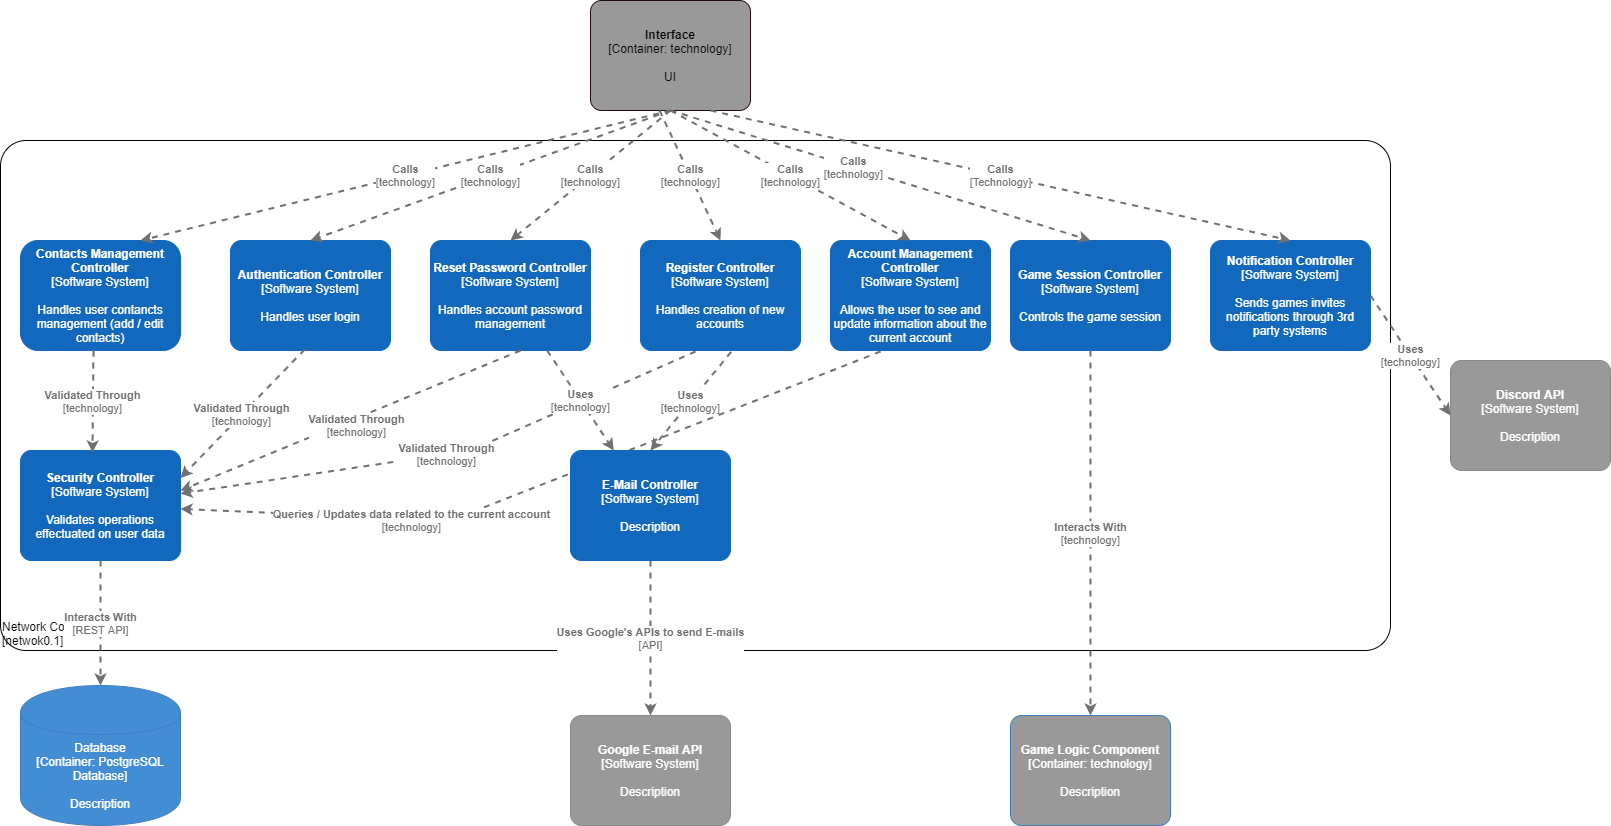 Interface
[Container: technology]
UI
Calls
[technology]
Calls
[technology]
Calls
[technology]
Calls
[technology]
Calls
[technology]
Calls
[technology]
Calls
[Technology]
Contacts Management
Controller
[Software System]
Handles user contancts
management (add / edit
contacts)
Authentication Controller
[Software System]
Handles user login
Reset Password Controller
[Software System]
Handles account password
management
Register Controller
[Software System]
Handles creation of new
accounts
Account Management
Controller
[Software System]
Allows the user to see and
update information about the
current account
Game Session Controller
[Software System]
Controls the game session
Notification Controller
[Software System]
Sends games invites
notifications through 3rd
party systems
Uses
[technology]
Discord API
[Software System]
Description
Validated Through
[technology]
Validated Through
[technology]
Validated Through
[technology]
Validated Through
[technology]
Uses
[technology]
Uses
[technology]
Queries / Updates data related to the current account
[technology]
Security Controller
[Software System]
Validates operations
effectuated on user data
E-Mail Controller
[Software System]
Description
Interacts With
[technology]
Interacts With
[REST API]
Network Co
[netwok0.1]
Uses Google's APIs to send E-mails
[API]
Database
[Container: PostgreSQL
Database]
Description
Google E-mail API
[Software System]
Description
Game Logic Component
[Container: technology]
Description